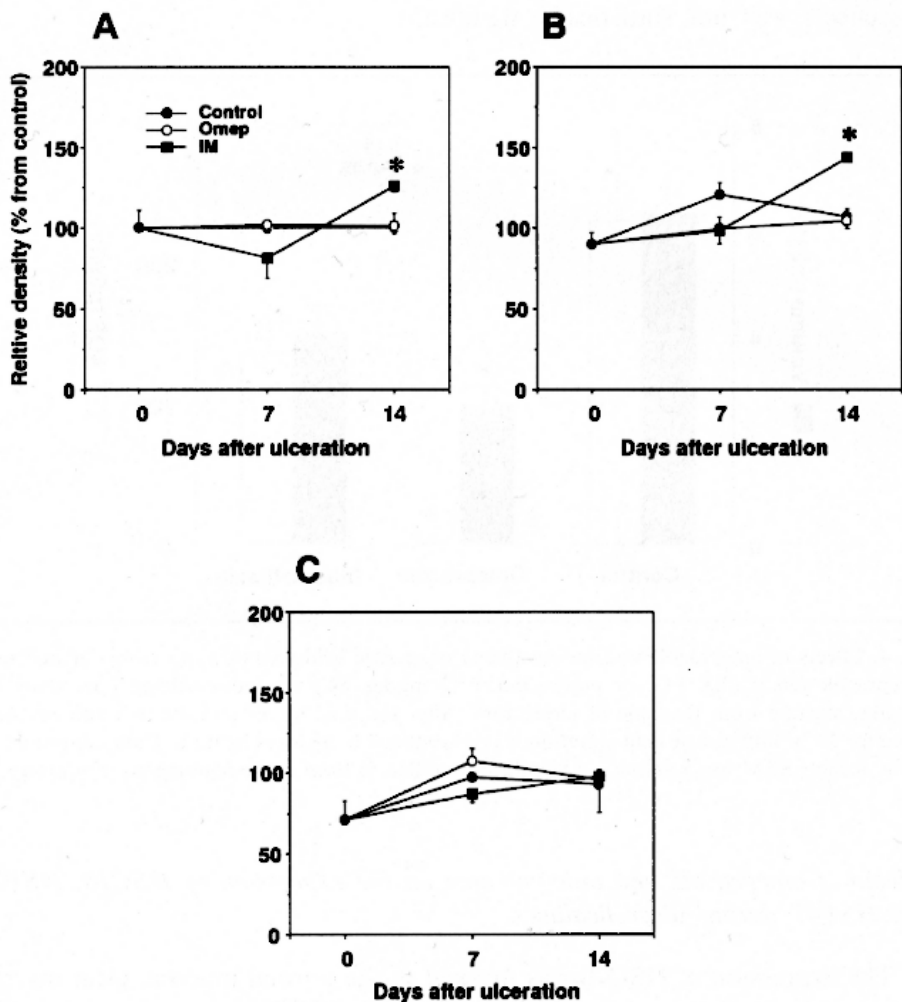 A
B
200
150
100
50
0
Control
Omep
IM
*
Reltive density (% from control)
0 7 14
Days after ulceration
200
150
100
50
0
*
0 7 14
Days after ulceration
C
200
150
100
50
0
0 7 14
Days after ulceration